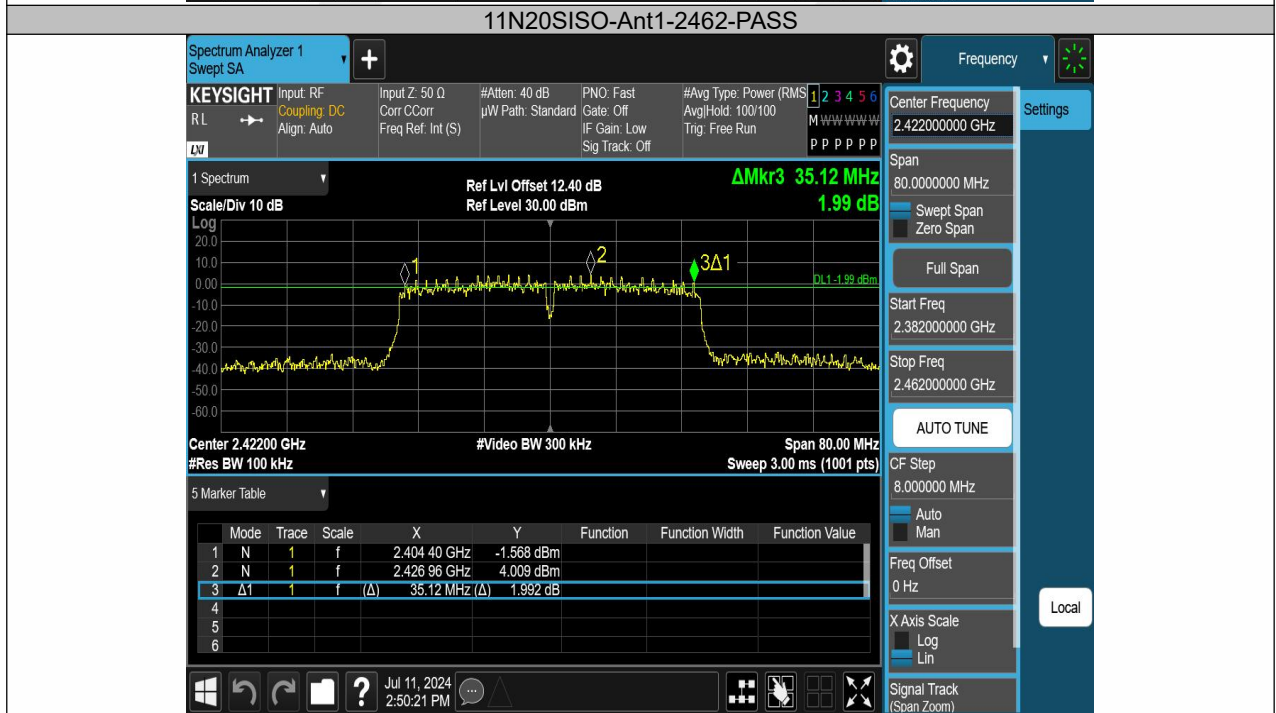 11N20SISO-Ant1-2462-PASS
Spectrum Analyzer 1
Swept SA
+
Frequency
KEYSIGHT
RL
LXI
Input: RF
Coupling: DC
Align: Auto
Input Z: 50 Ω
Corr CCorr
Freq Ref: Int (S)
#Atten: 40 dB
µW Path: Standard
PNO: Fast
Gate: Off
IF Gain: Low
Sig Track: Off
#Avg Type: Power (RMS
Avg|Hold: 100/100
Trig: Free Run
1 2 3 4 5 6
M W W W W W
P P P P P P
1 Spectrum
Scale/Div 10 dB
Ref Lvl Offset 12.40 dB
Ref Level 30.00 dBm
ΔMkr3 35.12 MHz
1.99 dB
Log
20.0
10.0
0.00
-10.0
-20.0
-30.0
-40.0
-50.0
-60.0
1
2
3Δ1
DL1 -1.99 dBm
Center 2.42200 GHz
#Res BW 100 kHz
#Video BW 300 kHz
Span 80.00 MHz
Sweep 3.00 ms (1001 pts)
5 Marker Table
Mode Trace Scale X Y Function Function Width Function Value
1 N 1 f 2.404 40 GHz -1.568 dBm
2 N 1 f 2.426 96 GHz 4.009 dBm
3 Δ1 1 f (Δ) 35.12 MHz (Δ) 1.992 dB
4
5
6
?
Jul 11, 2024
2:50:21 PM
Center Frequency
2.422000000 GHz
Span
80.0000000 MHz
Swept Span
Zero Span
Full Span
Start Freq
2.382000000 GHz
Stop Freq
2.462000000 GHz
AUTO TUNE
CF Step
8.000000 MHz
Auto
Man
Freq Offset
0 Hz
X Axis Scale
Log
Lin
Signal Track
(Span Zoom)
Settings
Local